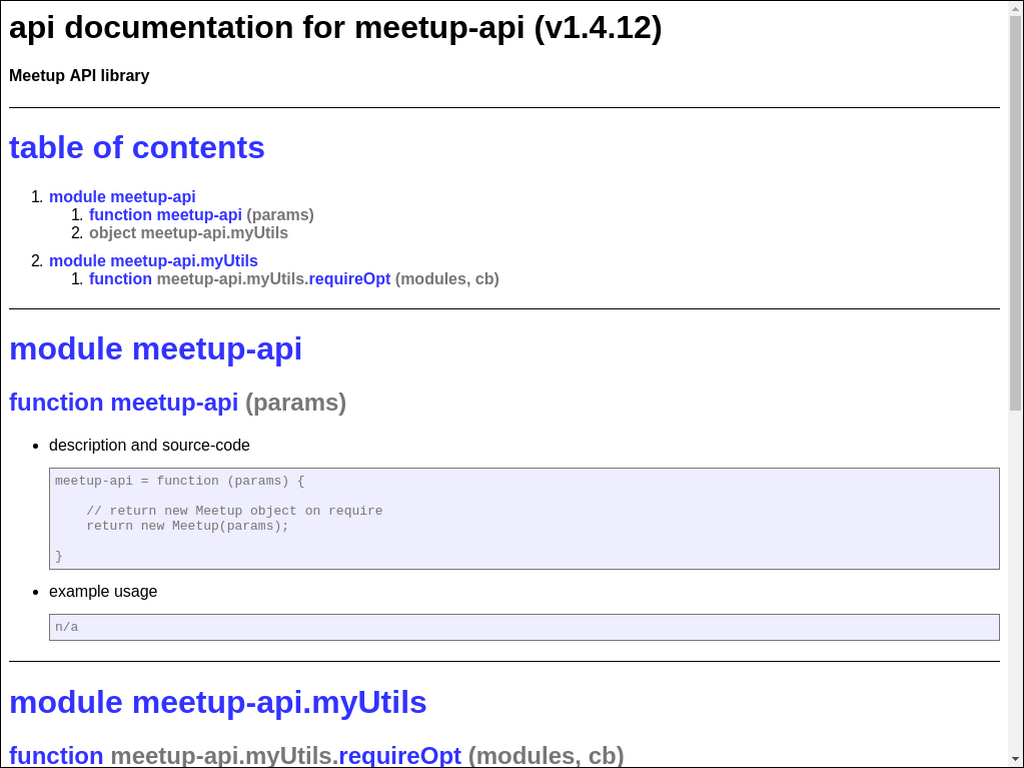 api documentation for meetup-api (v1.4.12)
Meetup API library
table of contents
1. module meetup-api
1. function meetup-api (params)
2. object meetup-api.myUtils
2. module meetup-api.myUtils
1. function meetup-api.myUtils.requireOpt (modules, cb)
module meetup-api
function meetup-api (params)
• description and source-code
meetup-api = function (params) {
// return new Meetup object on require
return new Meetup(params);
}
• example usage
n/a
module meetup-api.myUtils
function meetup-api.myUtils.requireOpt (modules, cb)